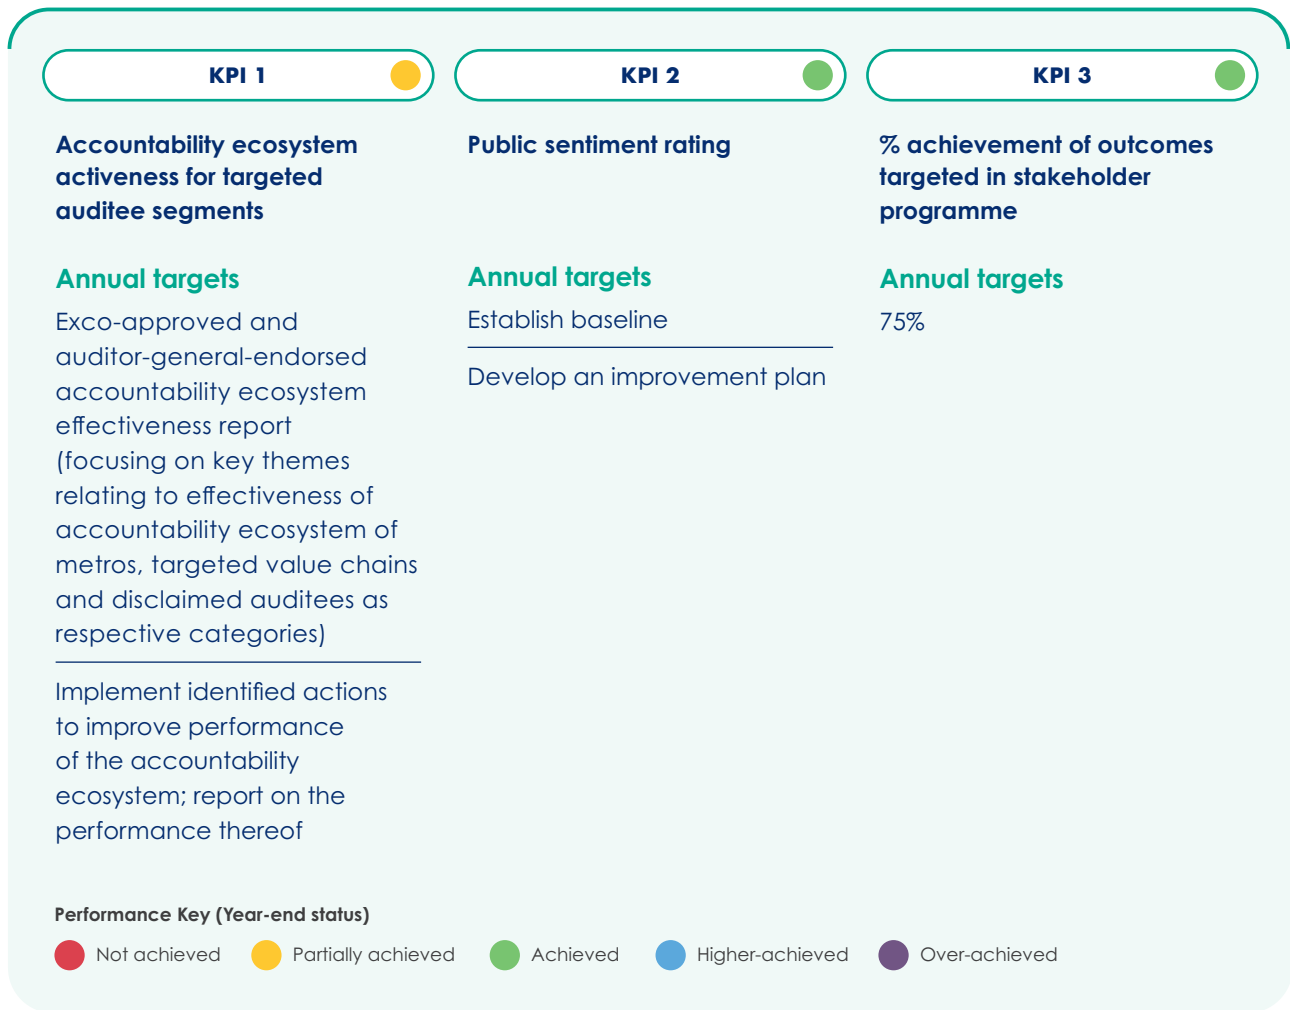 KPI 1
Accountability ecosystem
activeness for targeted
auditee segments
Annual targets
Exco-approved and
auditor-general-endorsed
accountability ecosystem
effectiveness report
(focusing on key themes
relating to effectiveness of
accountability ecosystem of
metros, targeted value chains
and disclaimed auditees as
respective categories)
Implement identified actions
to improve performance
of the accountability
ecosystem; report on the
performance thereof
KPI 2
Public sentiment rating
Annual targets
Establish baseline
Develop an improvement plan
KPI 3
% achievement of outcomes
targeted in stakeholder
programme
Annual targets
75%
Performance Key (Year-end status)
Not achieved
Partially achieved
Achieved
Higher-achieved
Over-achieved